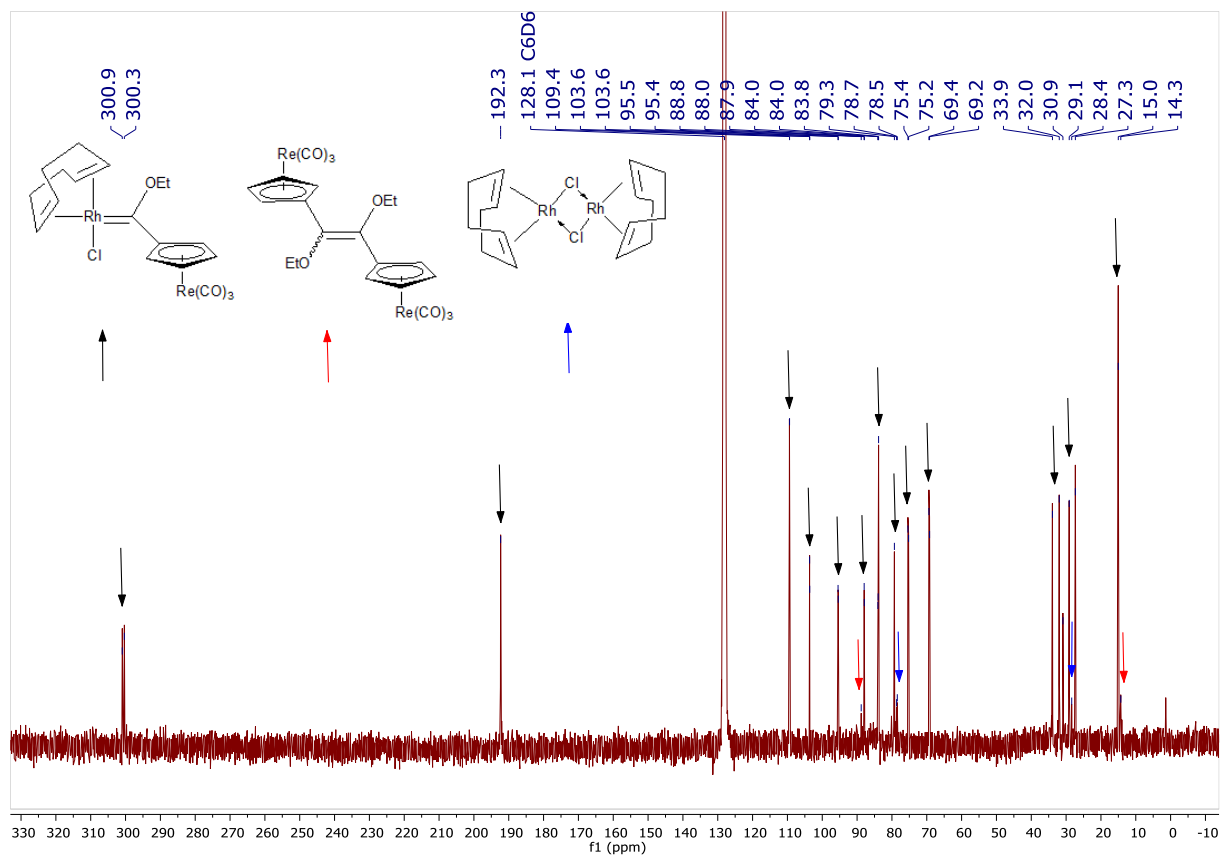 300.9
300.3
192.3
128.1 C6D6
109.4
103.6
103.6
95.5
95.4
88.8
88.0
87.9
84.0
84.0
83.8
79.3
78.7
78.5
75.4
75.2
69.4
69.2
33.9
32.0
30.9
29.1
28.4
27.3
15.0
14.3
OEt
Rh
Cl
Re(CO)3
Re(CO)3
OEt
EtO
Re(CO)3
Cl
Rh
Rh
Cl
330 320 310 300 290 280 270 260 250 240 230 220 210 200 190 180 170 160 150 140 130 120 110 100 90 80 70 60 50 40 30 20 10 0 -10
f1 (ppm)